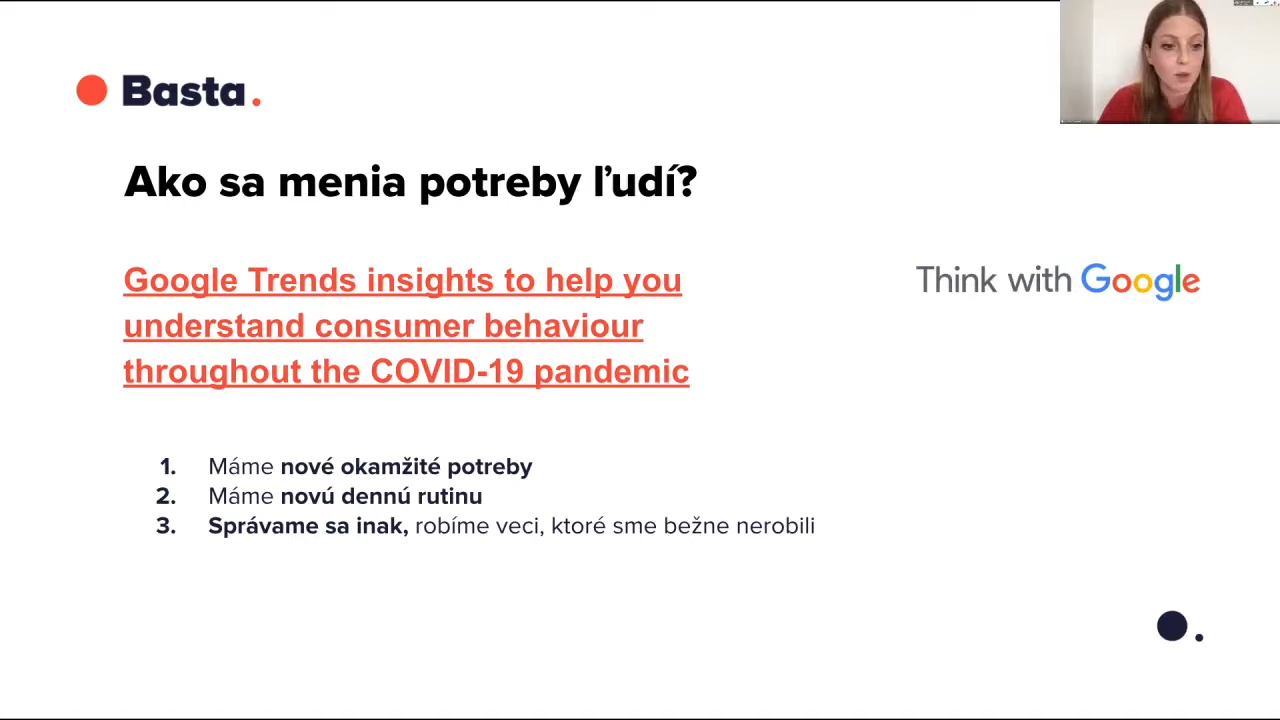 Basta.
Ako sa menia potreby ľudí?
Google Trends insights to help you
understand consumer behaviour
throughout the COVID-19 pandemic
Think with Google
1. Máme nové okamžité potreby
2. Máme novú dennú rutinu
3. Správame sa inak, robíme veci, ktoré sme bežne nerobili